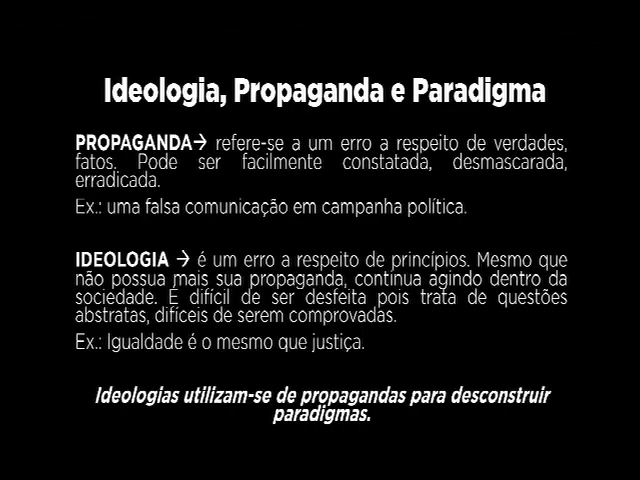 Ideologia, Propaganda e Paradigma
PROPAGANDA→ refere-se a um erro a respeito de verdades,
fatos. Pode ser facilmente constatada, desmascarada,
erradicada.
Ex.: uma falsa comunicação em campanha política.
IDEOLOGIA → é um erro a respeito de princípios. Mesmo que
não possua mais sua propaganda, continua agindo dentro da
sociedade. É difícil de ser desfeita pois trata de questões
abstratas, difíceis de serem comprovadas.
Ex.: Igualdade é o mesmo que justiça.
Ideologias utilizam-se de propagandas para desconstruir
paradigmas.